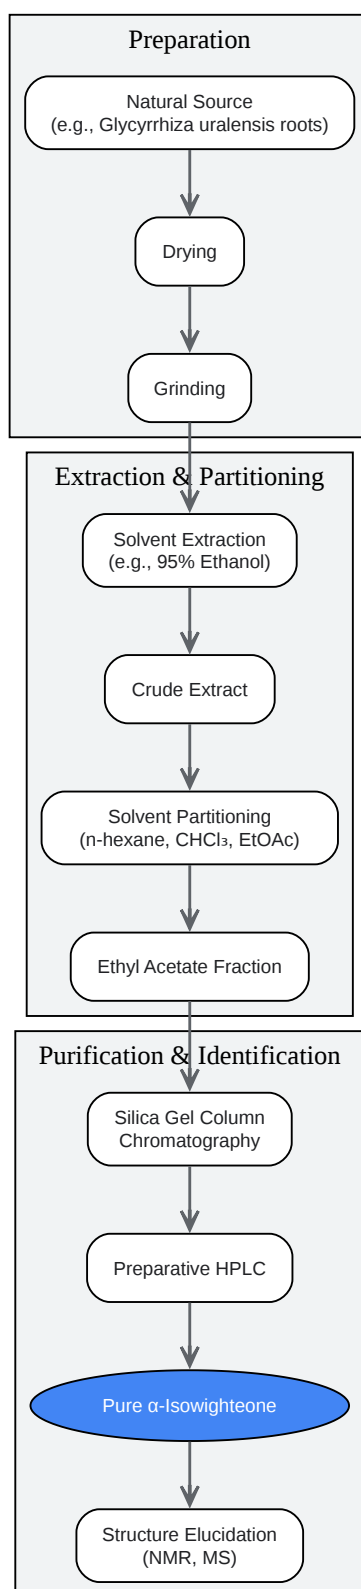 Preparation
Natural Source
(e.g., Glycyrrhiza uralensis roots)
Drying
Grinding
Extraction & Partitioning
Solvent Extraction
(e.g., 95% Ethanol)
Crude Extract
Solvent Partitioning
(n-hexane, CHCl₃, EtOAc)
Ethyl Acetate Fraction
Purification & Identification
Silica Gel Column
Chromatography
Preparative HPLC
Pure α-Isowighteone
Structure Elucidation
(NMR, MS)